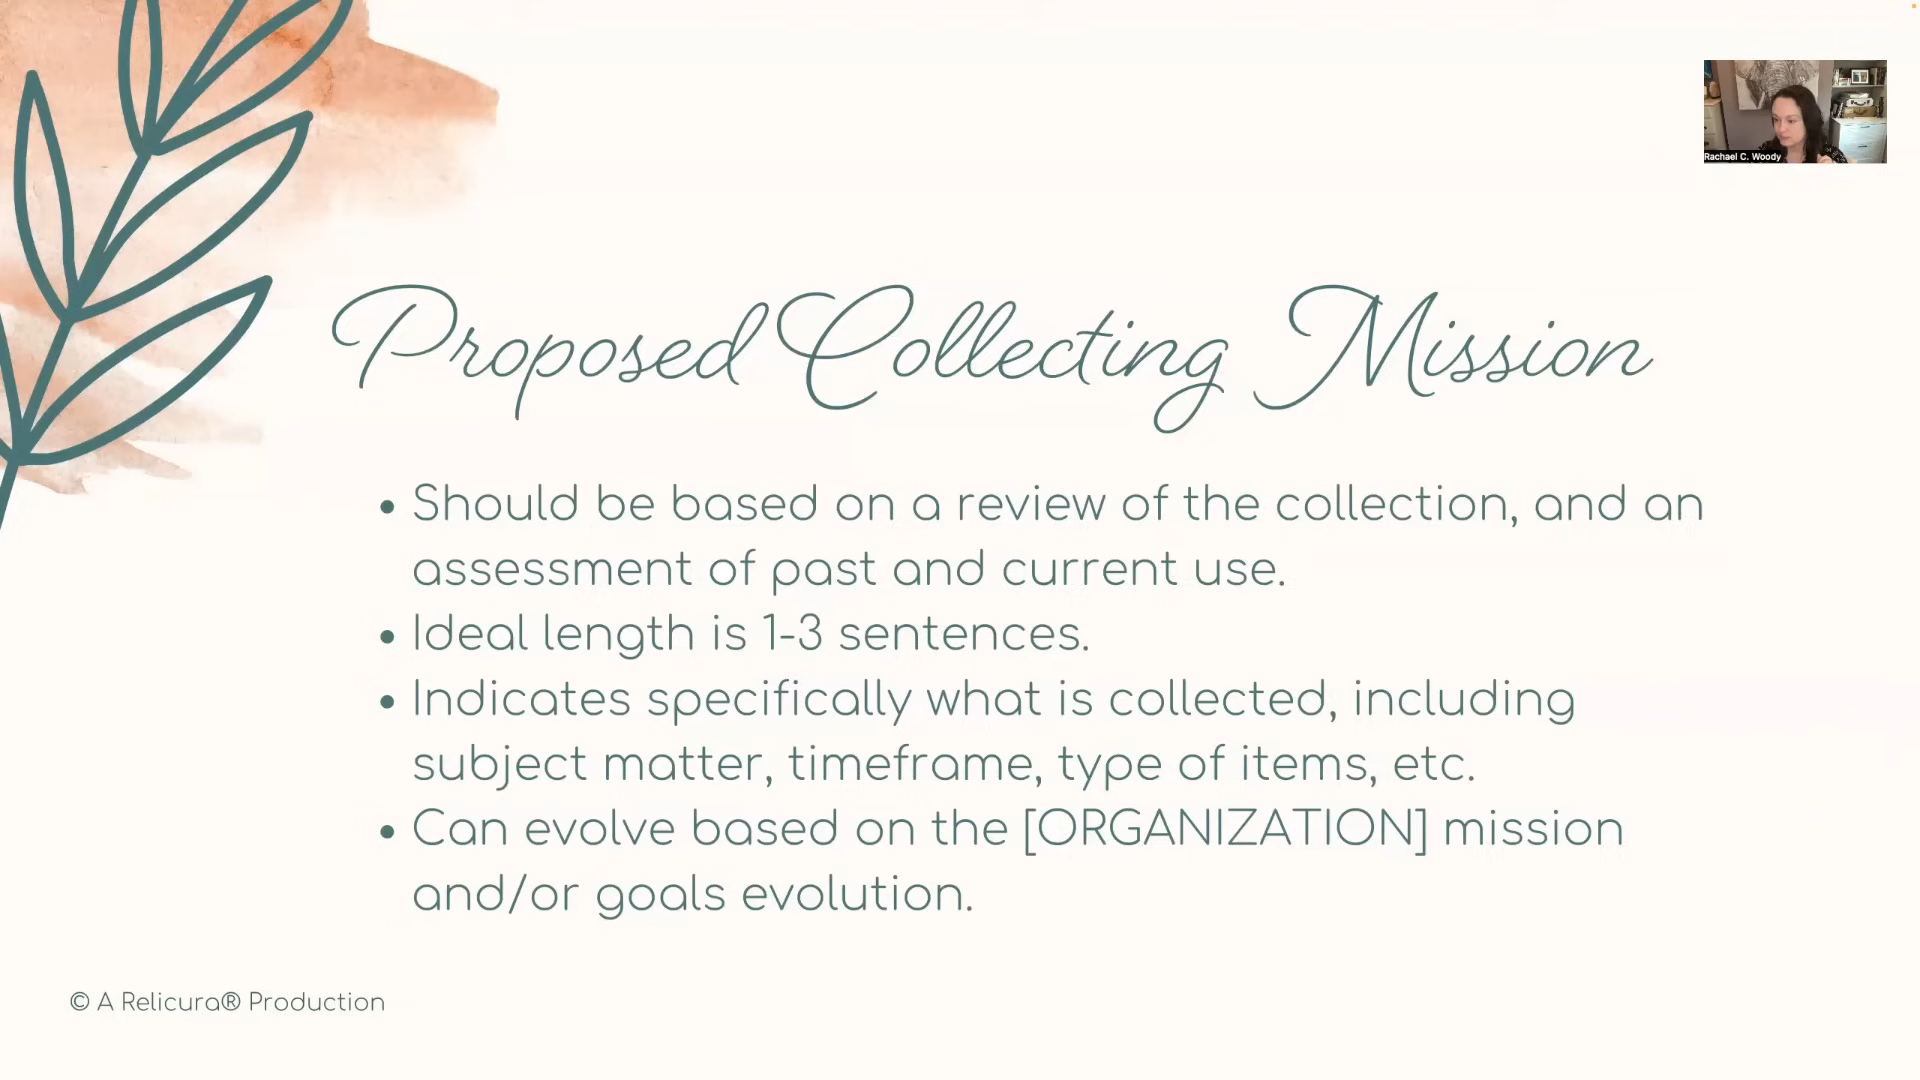 Rachael C. Woody
Proposed Collecting Mission
• Should be based on a review of the collection, and an
assessment of past and current use.
• Ideal length is 1-3 sentences.
• Indicates specifically what is collected, including
subject matter, timeframe, type of items, etc.
• Can evolve based on the [ORGANIZATION] mission
and/or goals evolution.
© A Relicura® Production